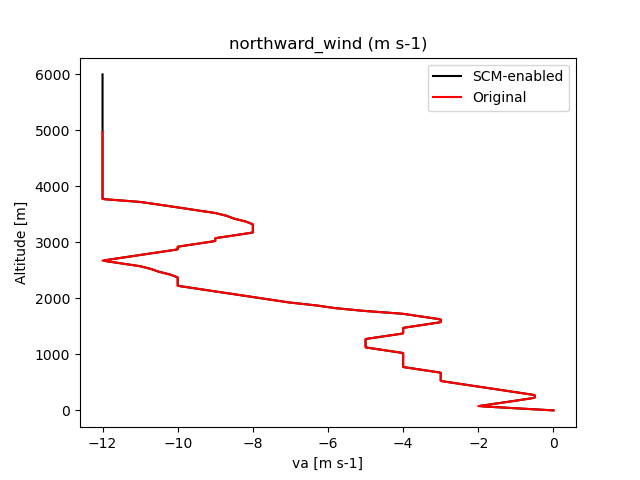 northward_wind (m s-1)
SCM-enabled
Original
6000
5000
4000
3000
2000
1000
0
Altitude [m]
−12
−10
−8
−6
−4
−2
0
va [m s-1]